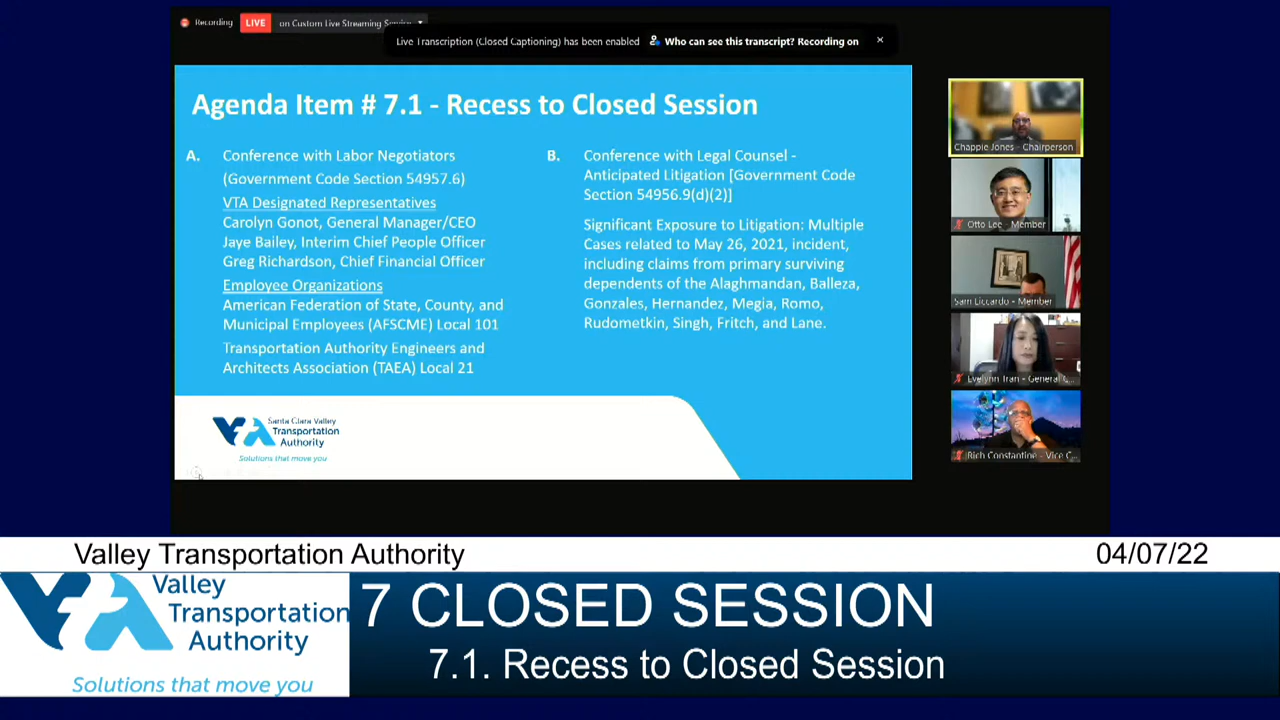 Recording
LIVE
on Custom Live Streaming Service
Live Transcription (Closed Captioning) has been enabled
Who can see this transcript? Recording on
Agenda Item # 7.1 - Recess to Closed Session
A.
Conference with Labor Negotiators
(Government Code Section 54957.6)
VTA Designated Representatives
Carolyn Gonot, General Manager/CEO
Jaye Bailey, Interim Chief People Officer
Greg Richardson, Chief Financial Officer
Employee Organizations
American Federation of State, County, and
Municipal Employees (AFSCME) Local 101
Transportation Authority Engineers and
Architects Association (TAEA) Local 21
B.
Conference with Legal Counsel -
Anticipated Litigation [Government Code
Section 54956.9(d)(2)]
Significant Exposure to Litigation: Multiple
Cases related to May 26, 2021, incident,
including claims from primary surviving
dependents of the Alaghmandan, Balleza,
Gonzales, Hernandez, Megia, Romo,
Rudometkin, Singh, Fritch, and Lane.
VTA
Santa Clara Valley
Transportation
Authority
Solutions that move you
Chappie Jones - Chairperson
Otto Lee - Member
Sam Liccardo - Member
Evelynn Tran - General C...
Rich Constantine - Vice C...
Valley Transportation Authority
04/07/22
VTA
Valley
Transportation
Authority
Solutions that move you
7 CLOSED SESSION
7.1. Recess to Closed Session